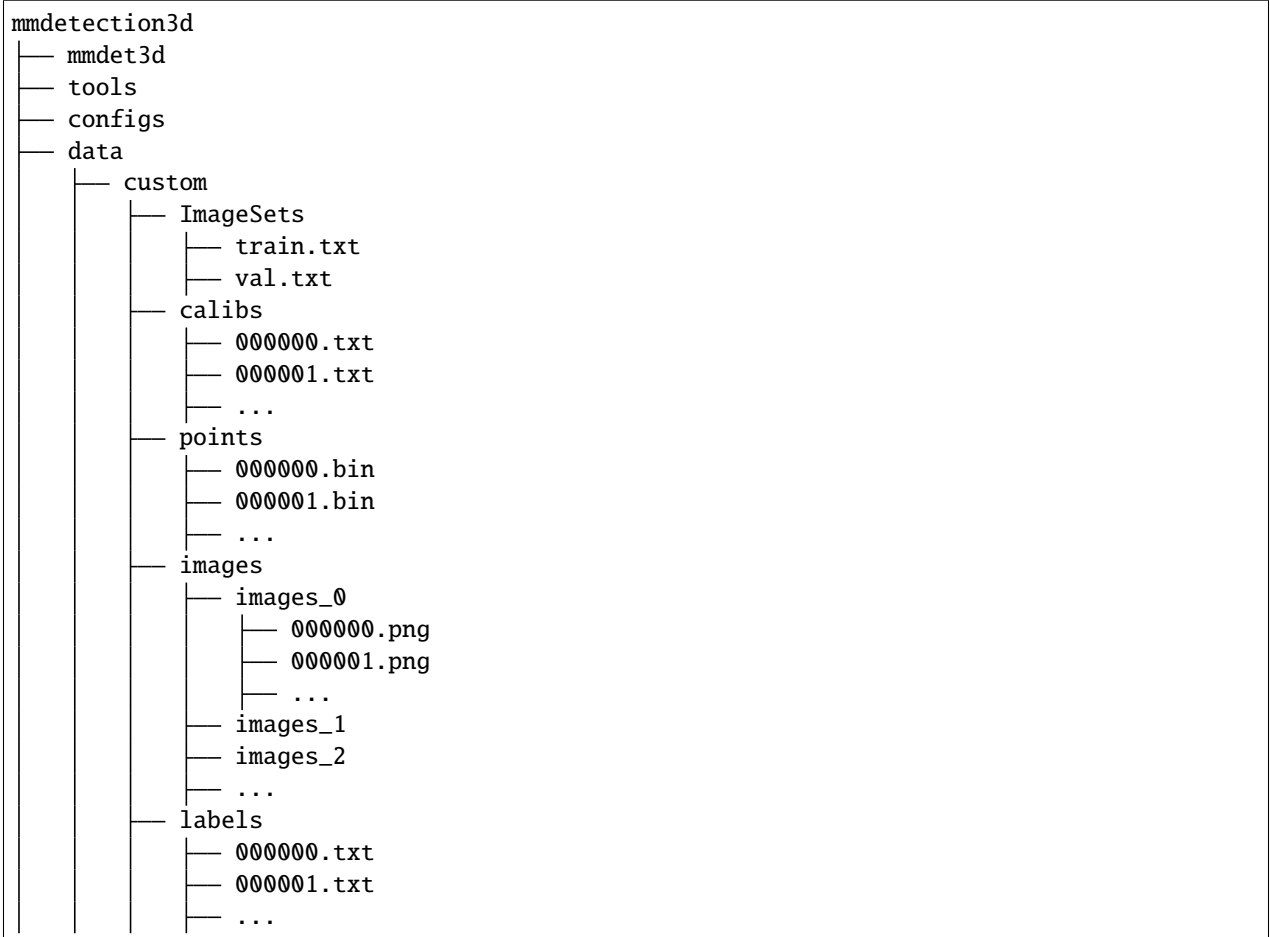 mmdetection3d
├── mmdet3d
├── tools
├── configs
├── data
│   ├── custom
│   │   ├── ImageSets
│   │   │   ├── train.txt
│   │   │   ├── val.txt
│   │   ├── calibs
│   │   │   ├── 000000.txt
│   │   │   ├── 000001.txt
│   │   │   ├── ...
│   │   ├── points
│   │   │   ├── 000000.bin
│   │   │   ├── 000001.bin
│   │   │   ├── ...
│   │   ├── images
│   │   │   ├── images_0
│   │   │   │   ├── 000000.png
│   │   │   │   ├── 000001.png
│   │   │   │   ├── ...
│   │   │   ├── images_1
│   │   │   ├── images_2
│   │   │   ├── ...
│   │   ├── labels
│   │   │   ├── 000000.txt
│   │   │   ├── 000001.txt
│   │   │   ├── ...